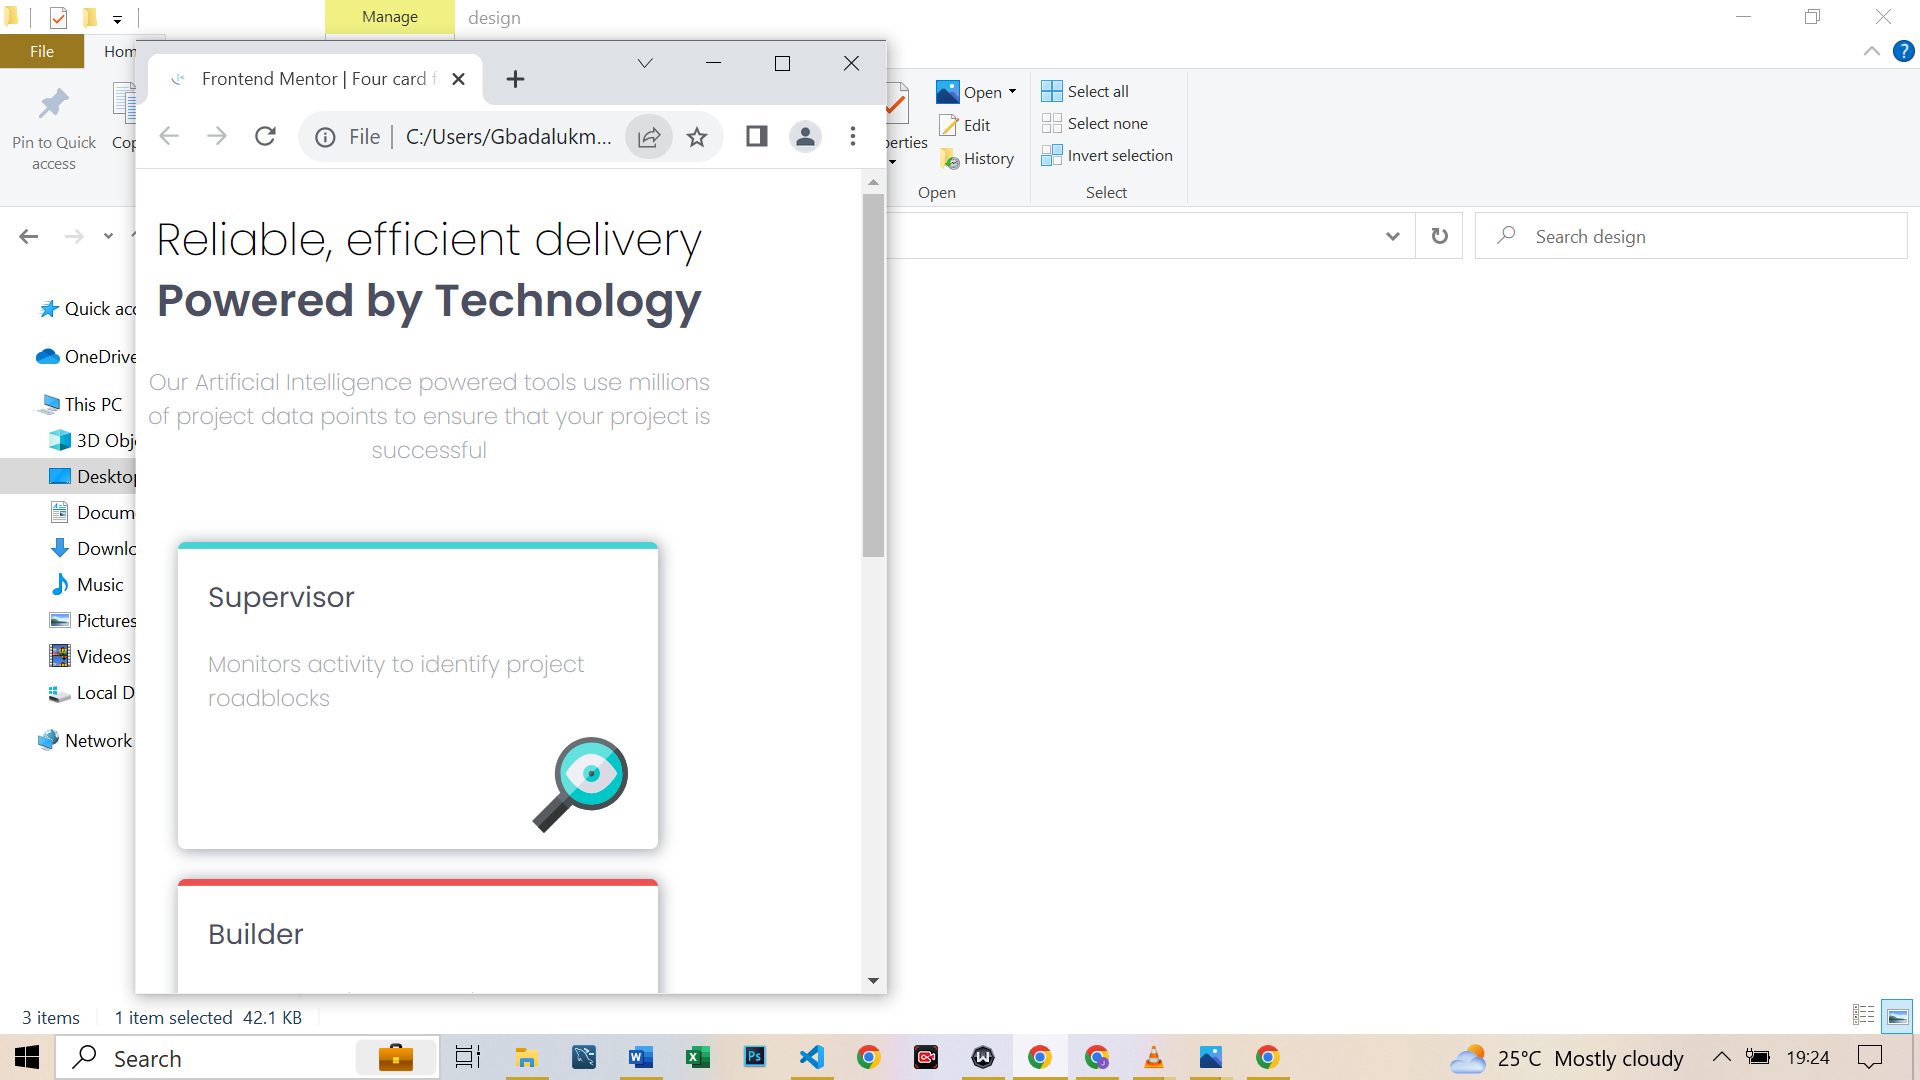 Manage
design
File
Hom
Frontend Mentor | Four card f
File
C:/Users/Gbadalukm...
Pin to Quick
access
Cop
perties
Open
Edit
History
Open
Select all
Select none
Invert selection
Select
Search design
Quick acc
OneDrive
This PC
3D Obje
Desktop
Docume
Downlo
Music
Pictures
Videos
Local D
Network
Reliable, efficient delivery
Powered by Technology
Our Artificial Intelligence powered tools use millions
of project data points to ensure that your project is
successful
Supervisor
Monitors activity to identify project
roadblocks
Builder
3 items
1 item selected 42.1 KB
Search
25°C Mostly cloudy
19:24